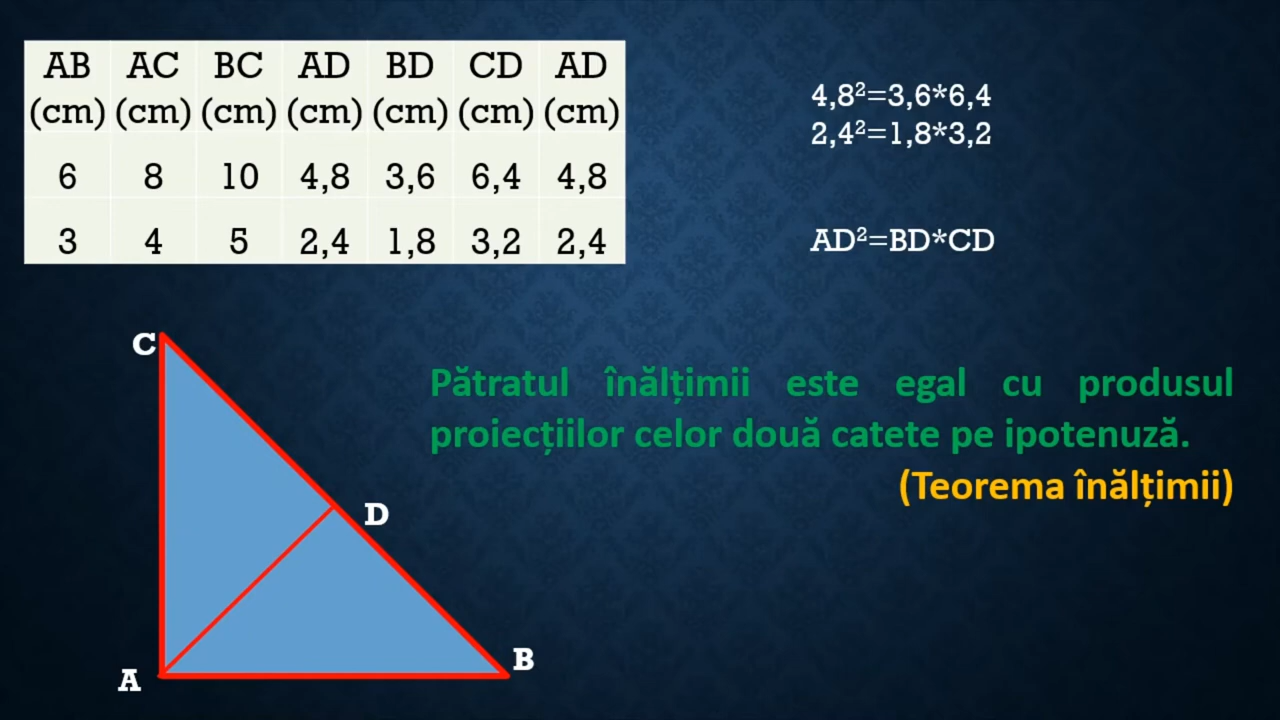 AB AC BC AD BD CD AD
(cm) (cm) (cm) (cm) (cm) (cm) (cm)
6 8 10 4,8 3,6 6,4 4,8
3 4 5 2,4 1,8 3,2 2,4
4,8²=3,6*6,4
2,4²=1,8*3,2
AD²=BD*CD
C
Pătratul înălțimii este egal cu produsul
proiecțiilor celor două catete pe ipotenuză.
(Teorema înălțimii)
D
B
A